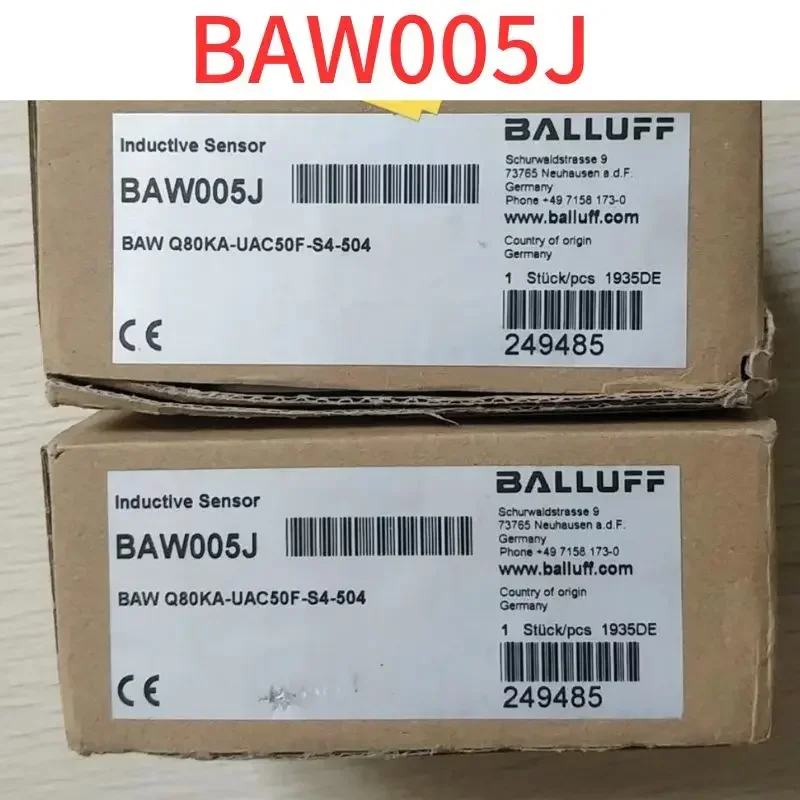 BAW005J
Inductive Sensor
BAW005J
BAW Q80KA-UAC50F-S4-504
CE
BALLUFF
Schurwaldstrasse 9
73765 Neuhausen a.d.F.
Germany
Phone +49 7158 173-0
www.balluff.com
Country of origin
Germany
1 Stück/pcs 1935DE
249485
Inductive Sensor
BAW005J
BAW Q80KA-UAC50F-S4-504
CE
BALLUFF
Schurwaldstrasse 9
73765 Neuhausen a.d.F.
Germany
Phone +49 7158 173-0
www.balluff.com
Country of origin
Germany
1 Stück/pcs 1935DE
249485